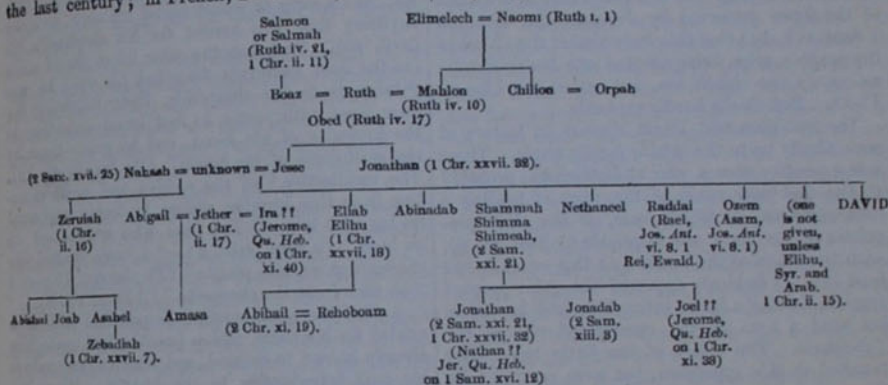 the last century; in French,
Salmon
or Salmah
(Ruth iv. 21,
1 Chr. ii. 11)
Elimelech = Naomi (Ruth i. 1)
Boaz = Ruth = Mahlon
(Ruth iv. 10)
Chilion = Orpah
Obed (Ruth iv. 17)
(2 Sam. xvii. 25) Nahash = unknown = Jesse
Jonathan (1 Chr. xxvii. 32).
Zeruiah
(1 Chr.
ii. 16)
Abigail = Jether = Ira ??
(1 Chr.
ii. 17)
(Jerome,
Qu. Heb.
on 1 Chr.
xi. 40)
Eliab
Elihu
(1 Chr.
xxvii. 18)
Abinadab
Shammah
Shimma
Shimeah,
(2 Sam.
xxi. 21)
Nethaneel
Raddai
(Rael,
Jos. Ant.
vi. 8. 1
Rei, Ewald.)
Ozem
(Asam,
Jos. Ant.
vi. 8. 1)
(one
is not
given,
unless
Elihu,
Syr. and
Arab.
1 Chr. ii. 15).
DAVID
Abishai Joab Asahel
Zebadiah
(1 Chr. xxvii. 7).
Amasa
Abihail = Rehoboam
(2 Chr. xi. 19).
Jonathan
(2 Sam. xxi. 21,
1 Chr. xxvii. 32)
(Nathan ??
Jer. Qu. Heb.
on 1 Sam. xvi. 12)
Jonadab
(2 Sam.
xiii. 3)
Joel ??
(Jerome,
Qu. Heb.
on 1 Chr.
xi. 38)